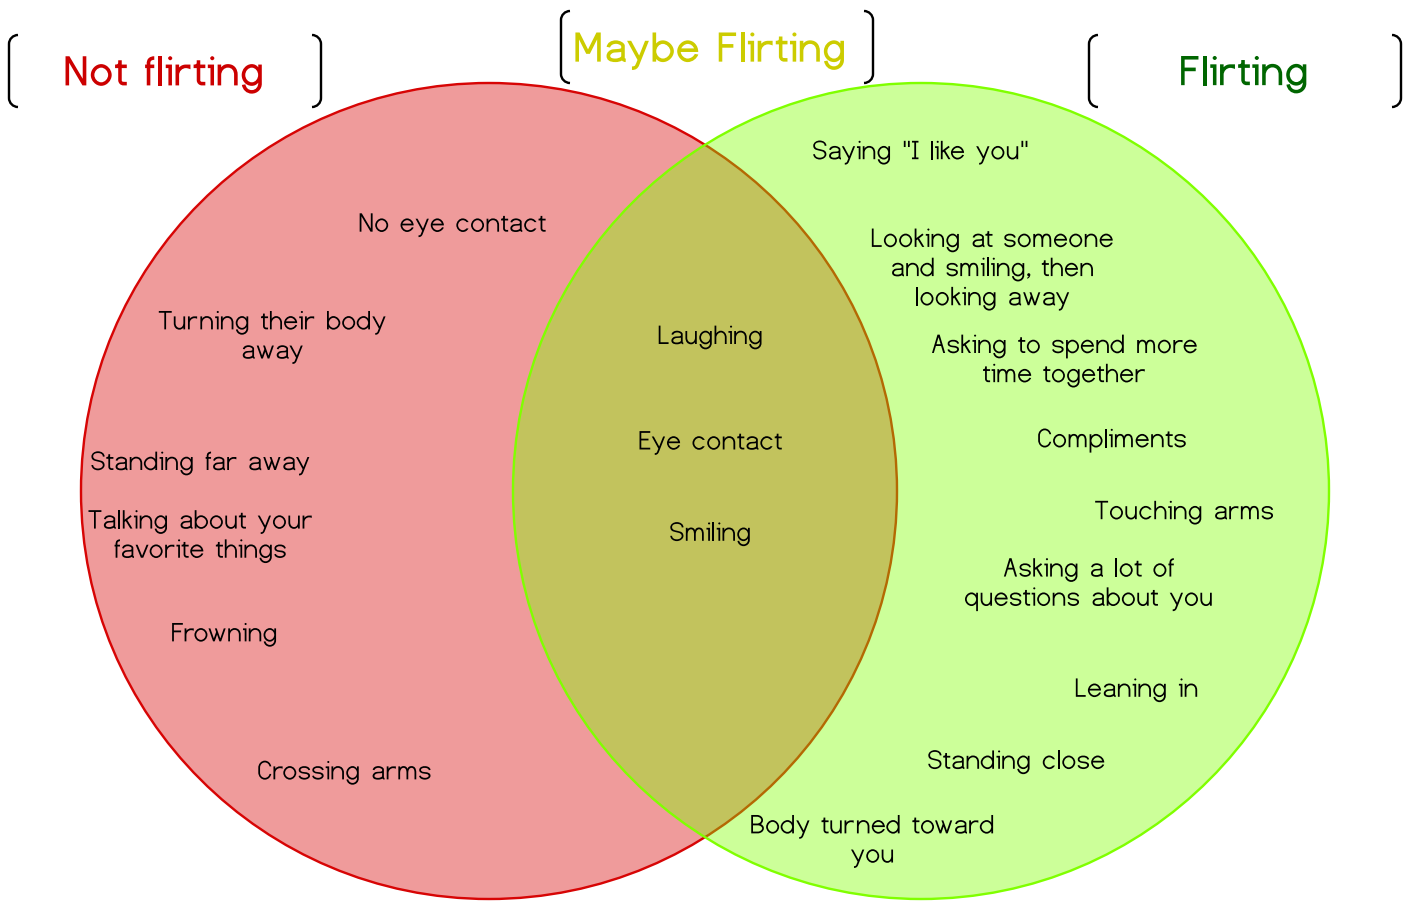 Not flirting
Maybe Flirting
Flirting
No eye contact
Turning their body
away
Standing far away
Talking about your
favorite things
Frowning
Crossing arms
Laughing
Eye contact
Smiling
Saying "I like you"
Looking at someone
and smiling, then
looking away
Asking to spend more
time together
Compliments
Touching arms
Asking a lot of
questions about you
Leaning in
Standing close
Body turned toward
you